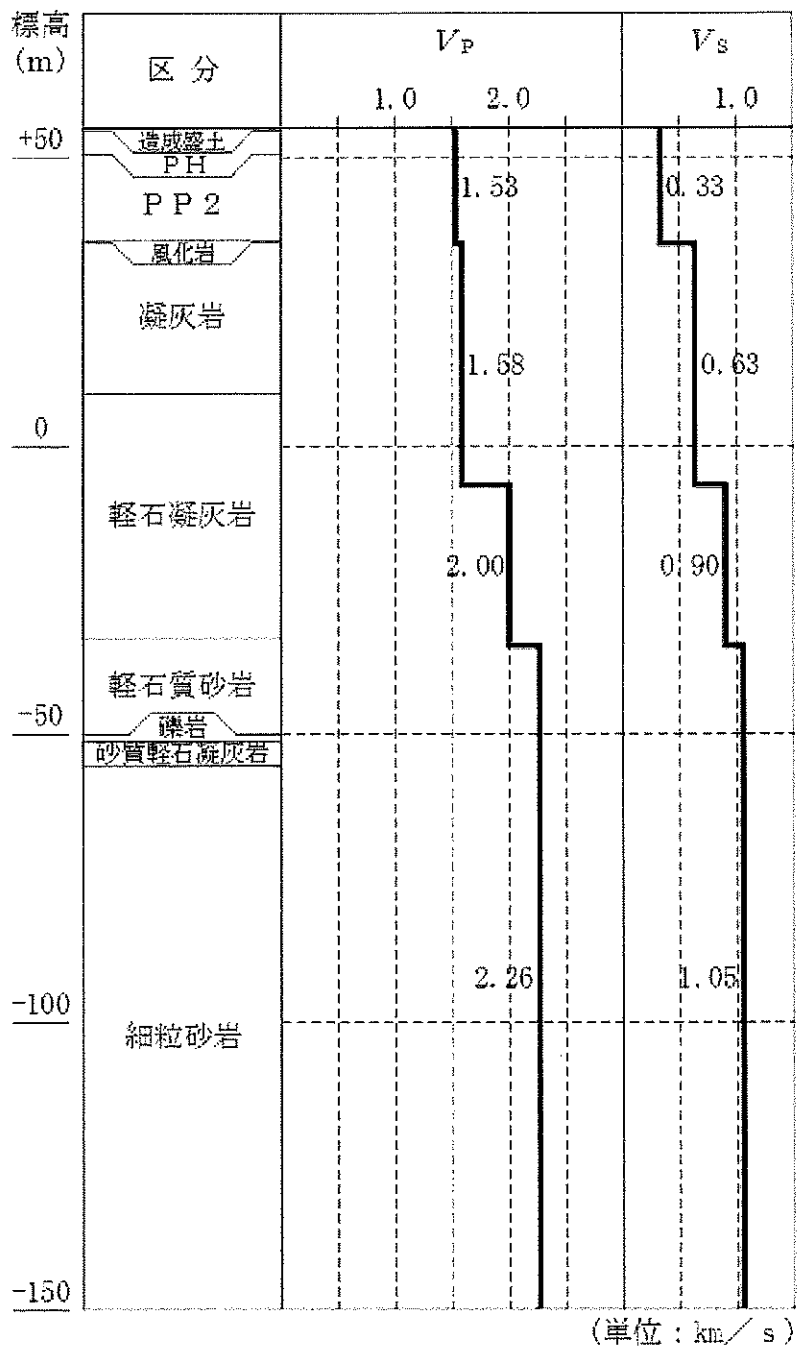 標高
(m)
区分
VP
VS
1.0
2.0
1.0
+50
造成盛土
PH
PP2
1.53
0.33
風化岩
凝灰岩
1.58
0.63
0
軽石凝灰岩
2.00
0.90
軽石質砂岩
-50
礫岩
砂質軽石凝灰岩
2.26
1.05
-100
細粒砂岩
-150
(単位：km/s)